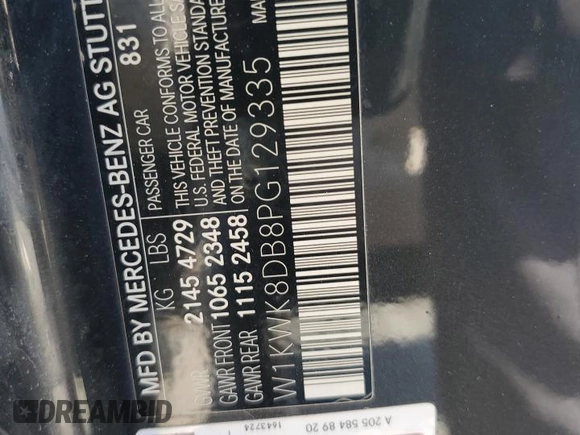 MFD BY MERCEDES-BENZ AG STUTT
831
KG LBS PASSENGER CAR
GVWR 2145 4729 THIS VEHICLE CONFORMS TO ALL
U.S. FEDERAL MOTOR VEHICLE SA
GAWR FRONT 1065 2348 AND THEFT PREVENTION STANDA
GAWR REAR 1115 2458 ON THE DATE OF MANUFACTURE
W1KWK8DB8PG129335 MA
A 205 584 89 20
1643724
DREAMBID